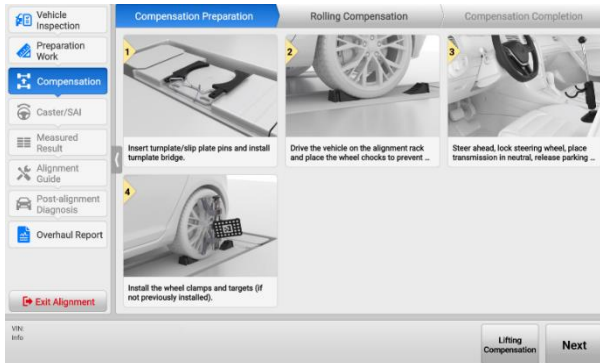 Vehicle
Inspection
Preparation
Work
Compensation
Caster/SAI
Measured
Result
Alignment
Guide
Post-alignment
Diagnosis
Overhaul Report
Exit Alignment
Compensation Preparation
Rolling Compensation
Compensation Completion
1
Insert turnplate/slip plate pins and install
turnplate bridge.
2
Drive the vehicle on the alignment rack
and place the wheel chocks to prevent ...
3
Steer ahead, lock steering wheel, place
transmission in neutral, release parking ...
4
Install the wheel clamps and targets (if
not previously installed).
VIN:
Info:
Lifting
Compensation
Next